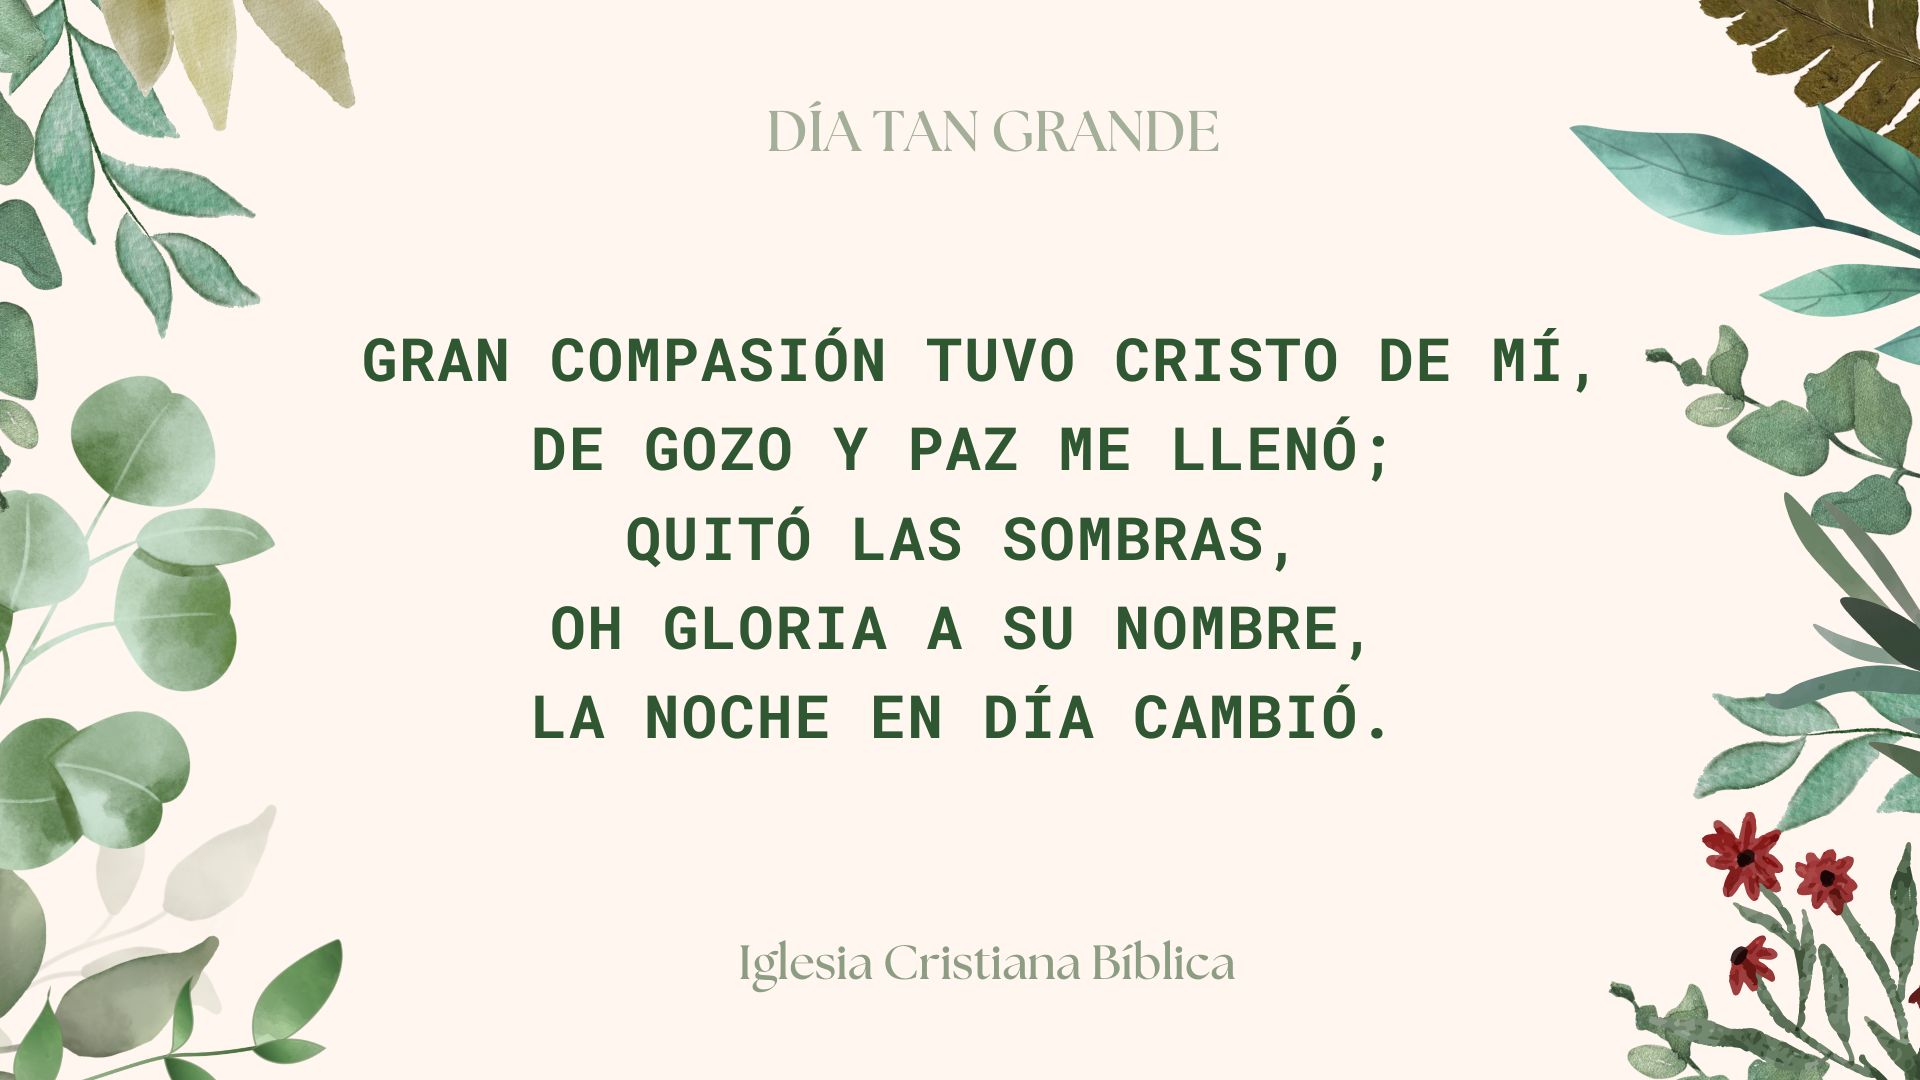 DÍA TAN GRANDE
GRAN COMPASIÓN TUVO CRISTO DE MÍ,
DE GOZO Y PAZ ME LLENÓ;
QUITÓ LAS SOMBRAS,
OH GLORIA A SU NOMBRE,
LA NOCHE EN DÍA CAMBIÓ.
Iglesia Cristiana Bíblica